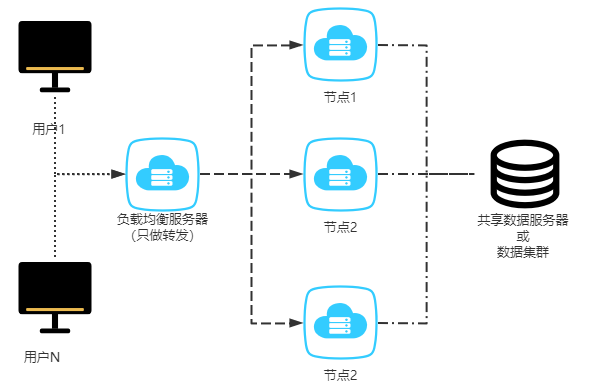 节点1
用户1
负载均衡服务器
(只做转发)
节点2
共享数据服务器
或
数据集群
用户N
节点2